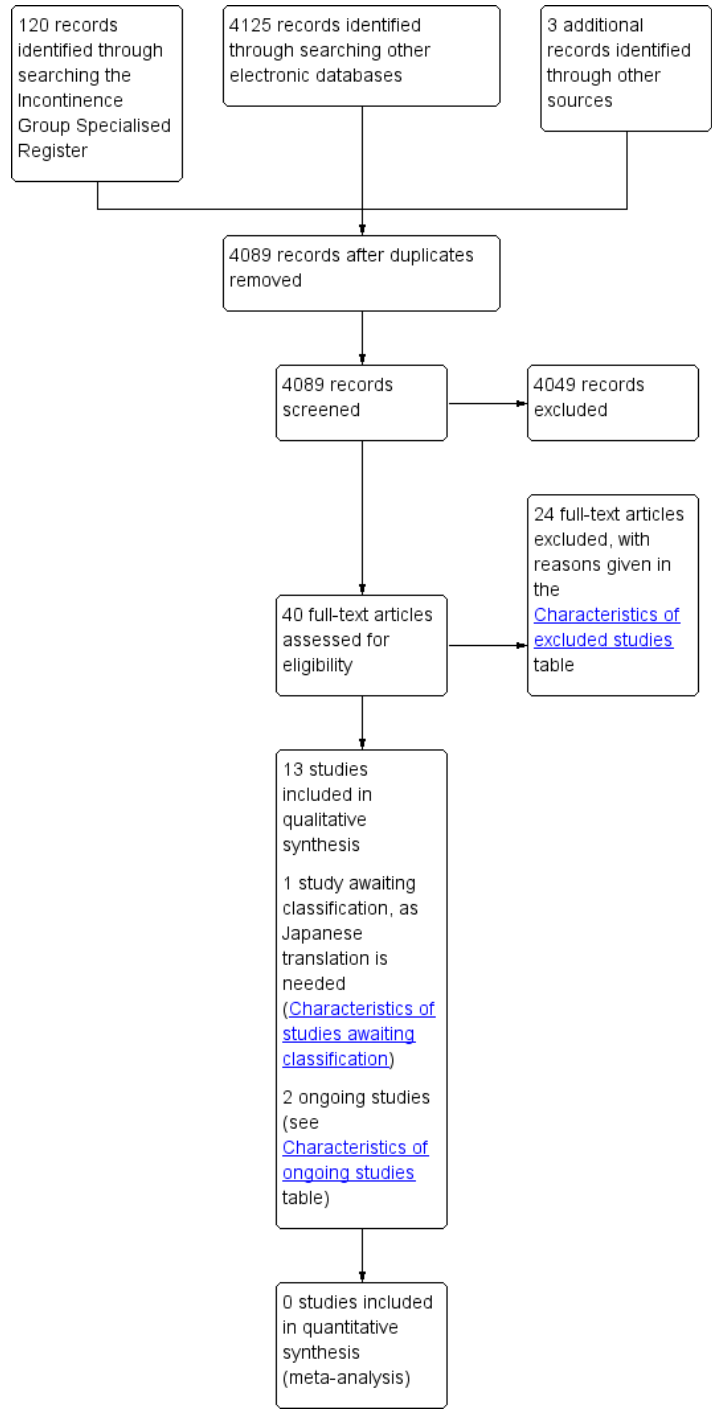 120 records
identified through
searching the
Incontinence
Group Specialised
Register
4125 records identified
through searching other
electronic databases
3 additional
records identified
through other
sources
4089 records after duplicates
removed
4089 records
screened
4049 records
excluded
40 full-text articles
assessed for
eligibility
24 full-text articles
excluded, with
reasons given in
the
Characteristics of
excluded studies
table
13 studies
included in
qualitative
synthesis
1 study awaiting
classification, as
Japanese
translation is
needed
(Characteristics of
studies awaiting
classification)
2 ongoing studies
(see
Characteristics of
ongoing studies
table)
0 studies included
in quantitative
synthesis
(meta-analysis)